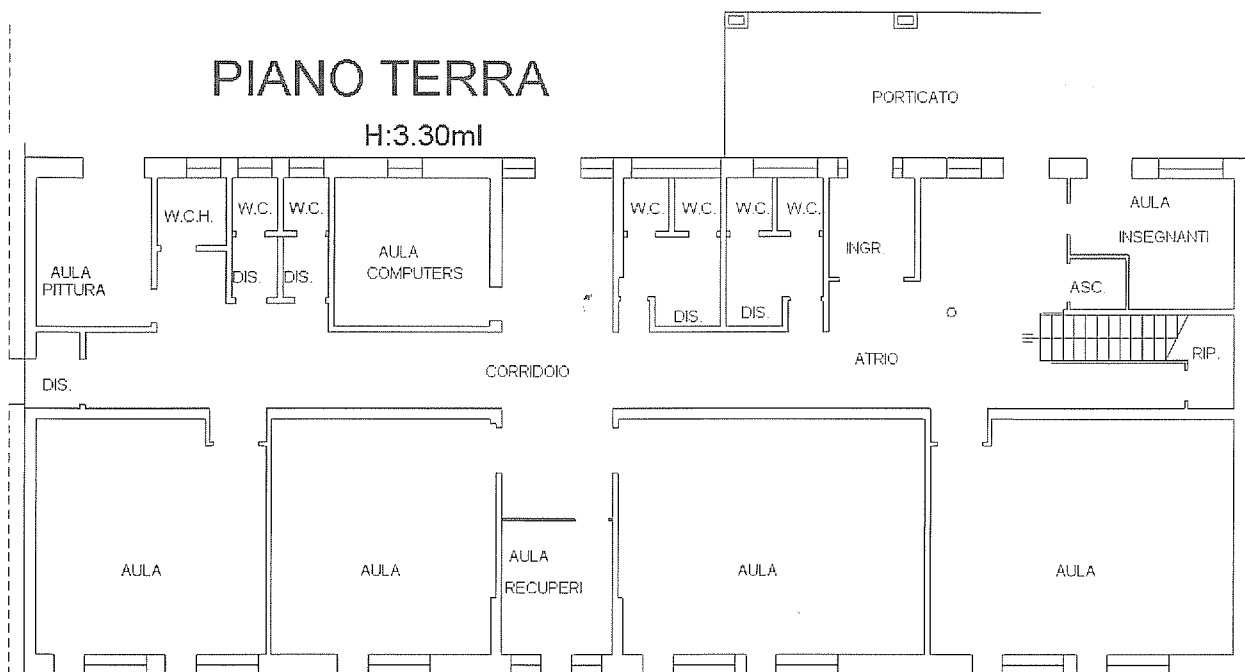 PIANO TERRA
H:3.30ml
PORTICATO
W.C.H.
W.C.
W.C.
W.C.
W.C.
W.C.
W.C.
AULA
INSEGNANTI
AULA
COMPUTERS
INGR.
AULA
PITTURA
DIS.
DIS.
ASC.
DIS.
DIS.
DIS.
CORRIDOIO
ATRIO
RIP.
AULA
AULA
AULA
RECUPERI
AULA
AULA